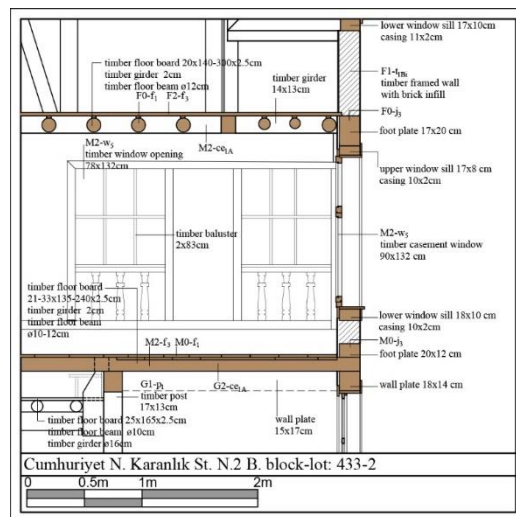 lower window sill 17x10cm
casing 11x2cm
timber floor board 20x140-300x2.5cm
timber girder 2cm
timber floor beam ø12cm
F0-f1 F2-f3
timber girder
14x13cm
F1-t1Bi
timber framed wall
with brick infill
F0-j3
foot plate 17x20 cm
M2-w5
timber window opening
78x132cm
M2-ce1A
upper window sill 17x8 cm
casing 10x2cm
timber baluster
2x83cm
M2-w5
timber casement window
90x132 cm
timber floor board
21-33x135-240x2.5cm
timber girder 2cm
timber floor beam
ø10-12cm
lower window sill 18x10 cm
casing 10x2cm
M0-j3
foot plate 20x12 cm
M2-f3 M0-f1
G1-p1
timber post
17x13cm
G2-ce1A
wall plate 18x14 cm
wall plate
15x17cm
timber floor board 25x165x2.5cm
timber floor beam ø10cm
timber girder ø16cm
Cumhuriyet N. Karanlık St. N.2 B. block-lot: 433-2
0 0.5m 1m 2m